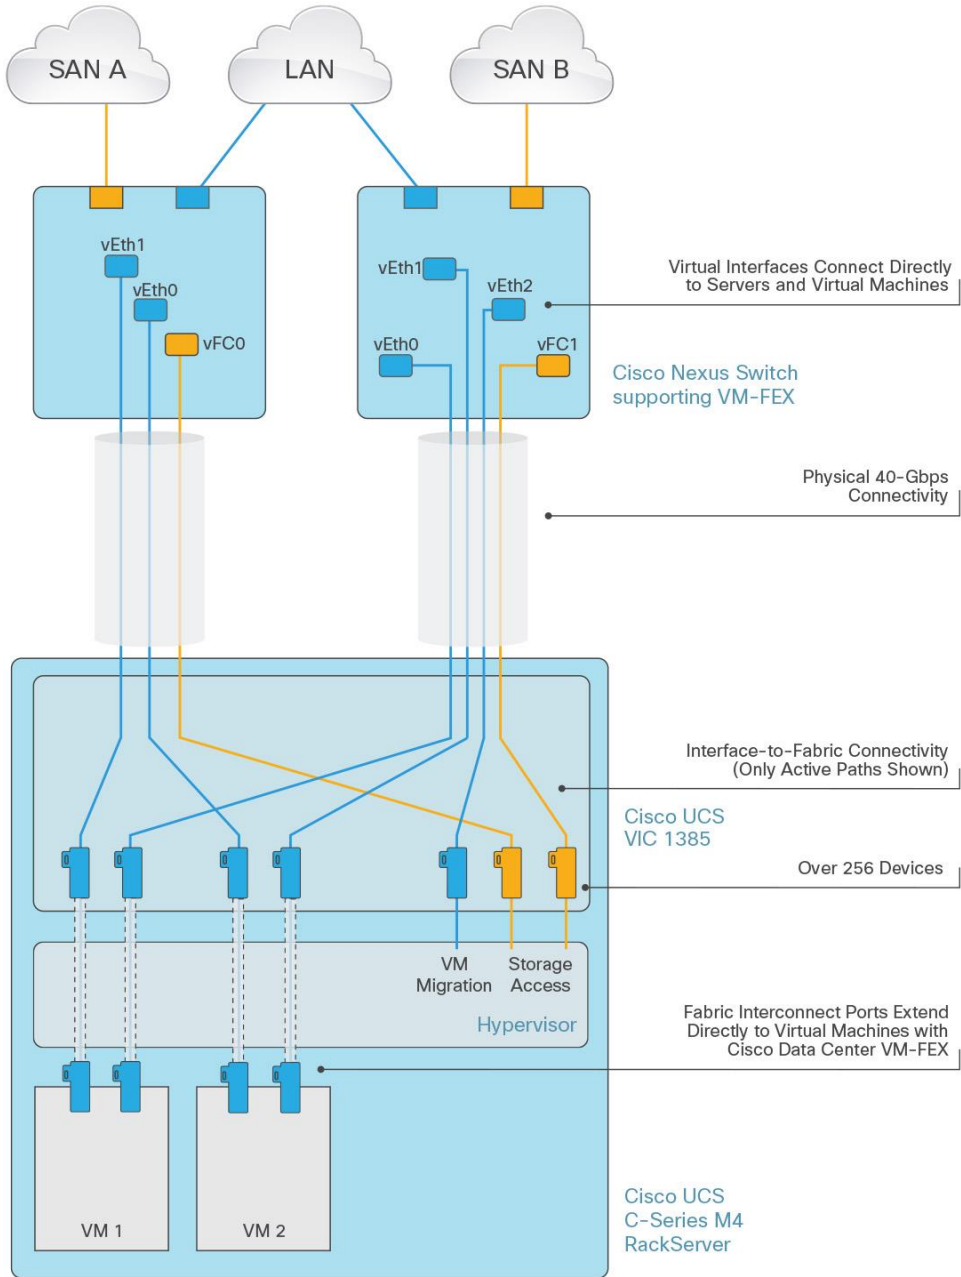 SAN A
LAN
SAN B
vEth1
vEth0
vFC0
vEth1
vEth2
vEth0
vFC1
Virtual Interfaces Connect Directly
to Servers and Virtual Machines
Cisco Nexus Switch
supporting VM-FEX
Physical 40-Gbps
Connectivity
Interface-to-Fabric Connectivity
(Only Active Paths Shown)
Cisco UCS
VIC 1385
Over 256 Devices
VM
Migration
Storage
Access
Hypervisor
Fabric Interconnect Ports Extend
Directly to Virtual Machines with
Cisco Data Center VM-FEX
VM 1
VM 2
Cisco UCS
C-Series M4
RackServer